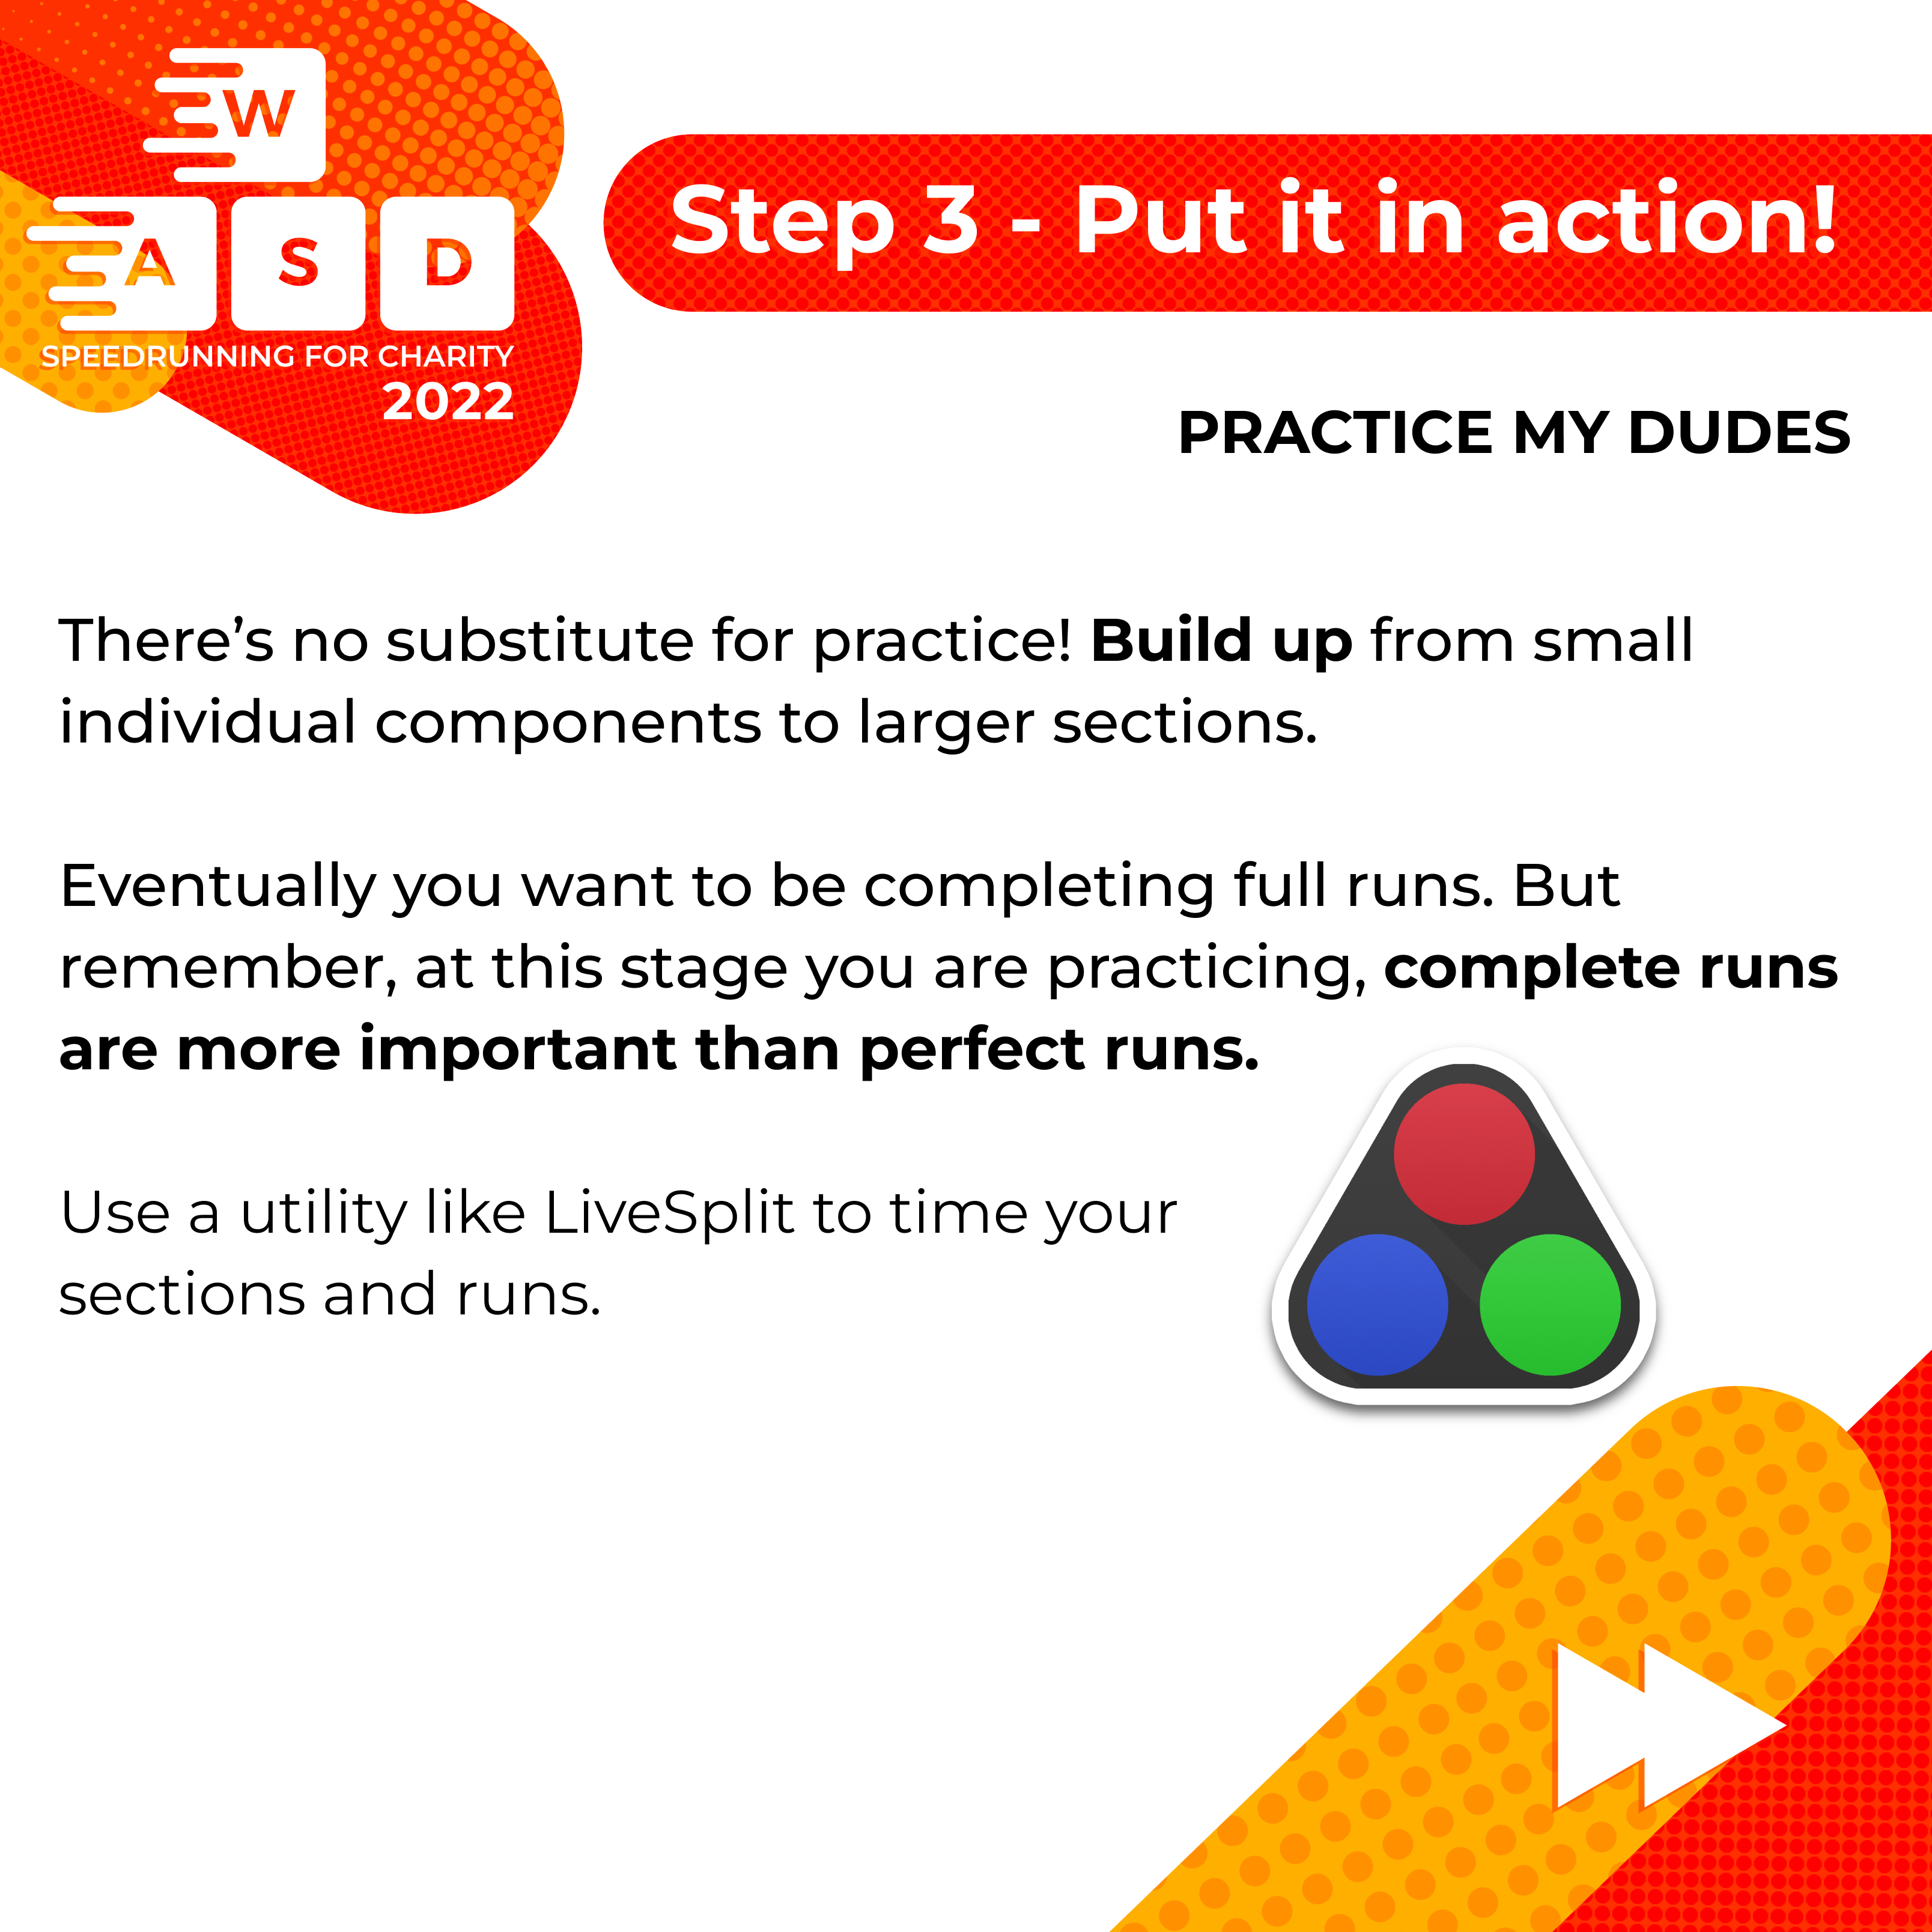 W
A S D
SPEEDRUNNING FOR CHARITY
2022
Step 3 - Put it in action!
PRACTICE MY DUDES
There’s no substitute for practice! Build up from small
individual components to larger sections.
Eventually you want to be completing full runs. But
remember, at this stage you are practicing, complete runs
are more important than perfect runs.
Use a utility like LiveSplit to time your
sections and runs.